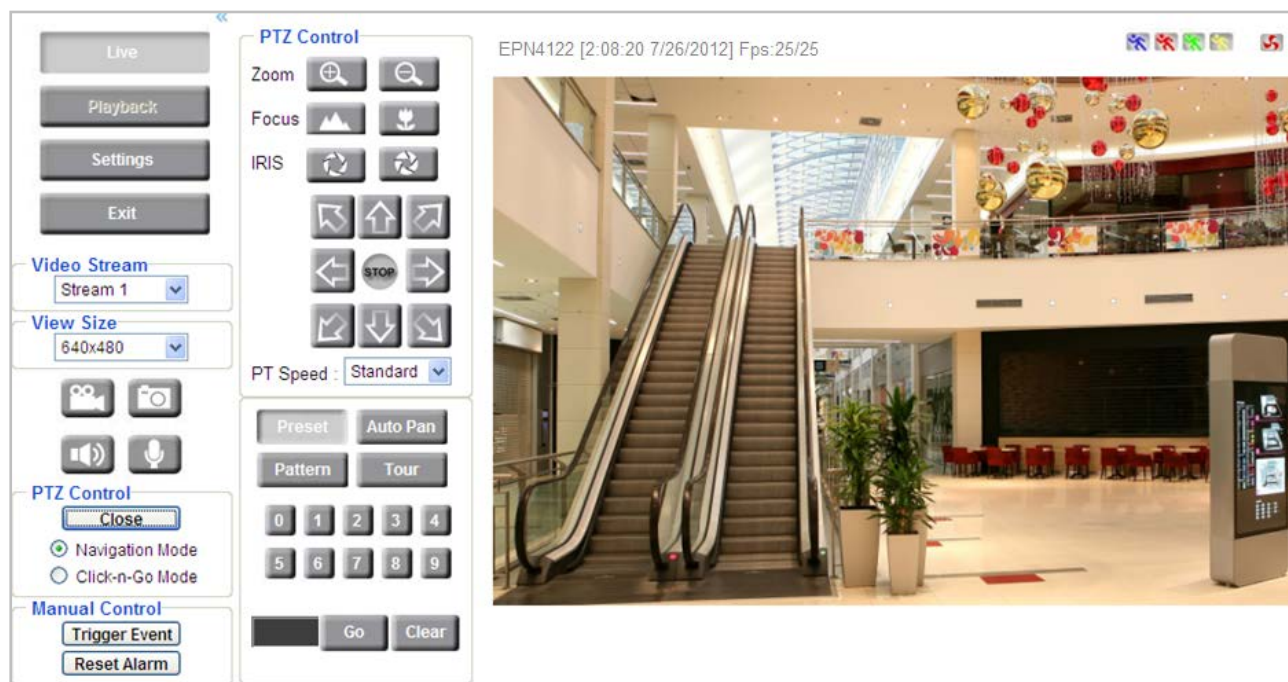 «
Live
Playback
Settings
Exit
Video Stream
Stream 1
View Size
640x480
PTZ Control
Close
Navigation Mode
Click-n-Go Mode
Manual Control
Trigger Event
Reset Alarm
PTZ Control
Zoom
Focus
IRIS
STOP
PT Speed : Standard
Preset Auto Pan
Pattern Tour
0 1 2 3 4
5 6 7 8 9
Go Clear
EPN4122 [2:08:20 7/26/2012] Fps:25/25